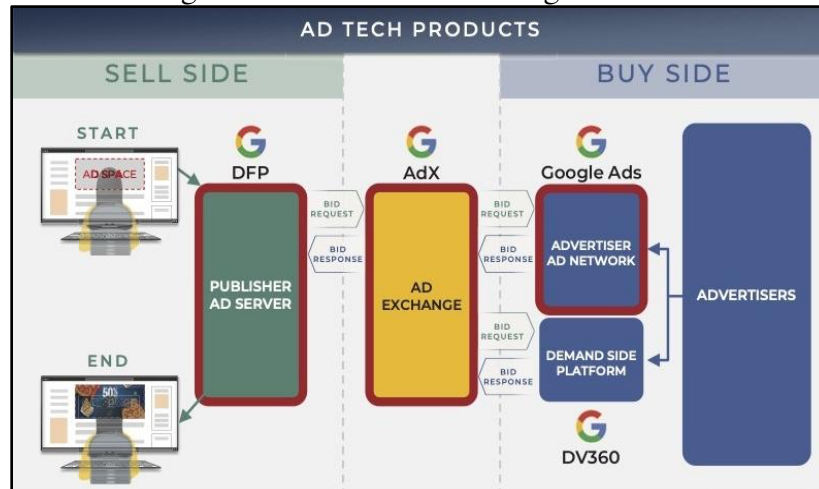 AD TECH PRODUCTS
SELL SIDE
BUY SIDE
START
AD SPACE
DFP
AdX
Google Ads
BID
REQUEST
BID
RESPONSE
BID
REQUEST
BID
RESPONSE
PUBLISHER
AD SERVER
AD
EXCHANGE
ADVERTISER
AD NETWORK
ADVERTISERS
BID
REQUEST
BID
RESPONSE
DEMAND SIDE
PLATFORM
END
50%
DV360